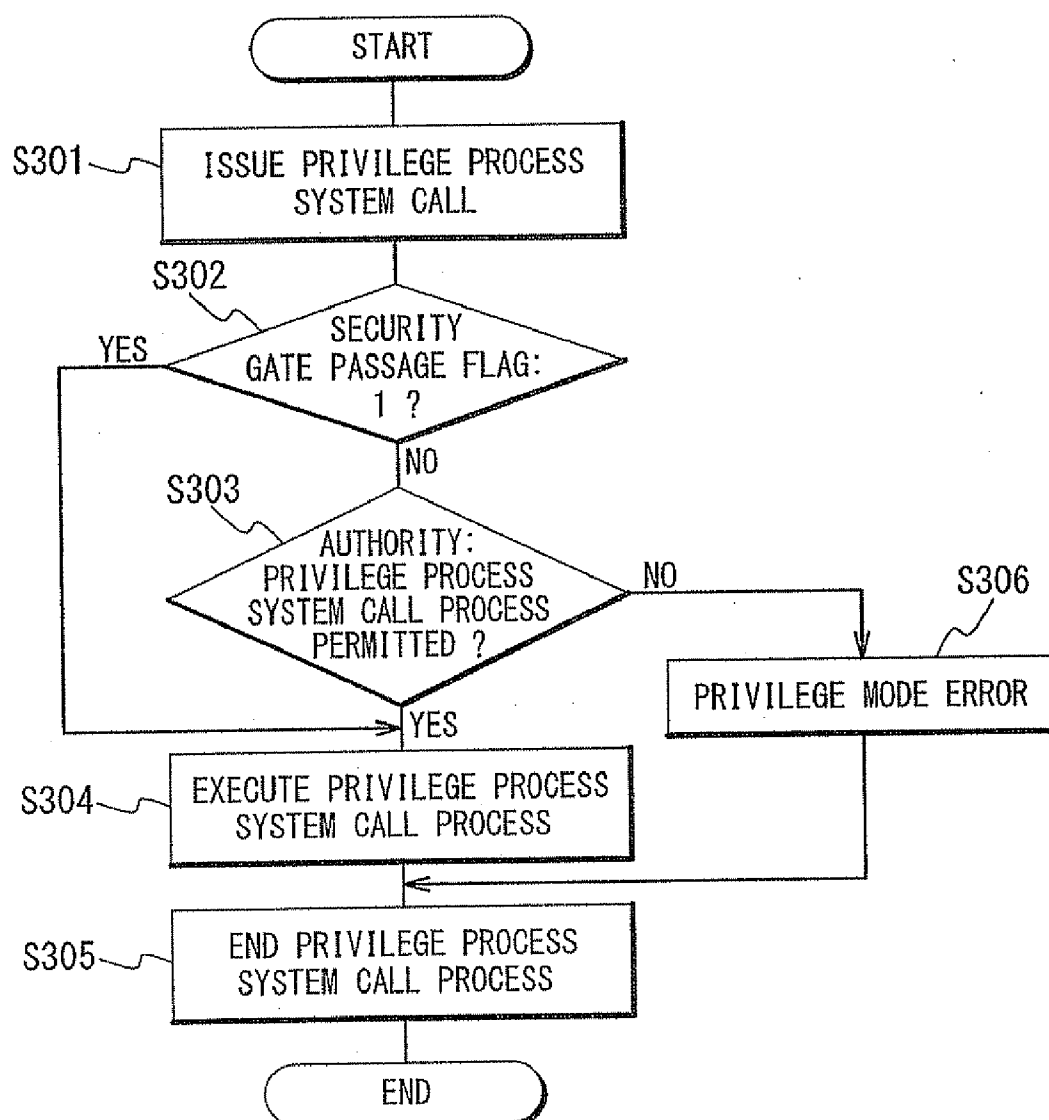 START
S301
ISSUE PRIVILEGE PROCESS
SYSTEM CALL
S302
SECURITY
GATE PASSAGE FLAG:
1 ?
YES
NO
S303
AUTHORITY:
PRIVILEGE PROCESS
SYSTEM CALL PROCESS
PERMITTED ?
NO
S306
PRIVILEGE MODE ERROR
YES
S304
EXECUTE PRIVILEGE PROCESS
SYSTEM CALL PROCESS
S305
END PRIVILEGE PROCESS
SYSTEM CALL PROCESS
END